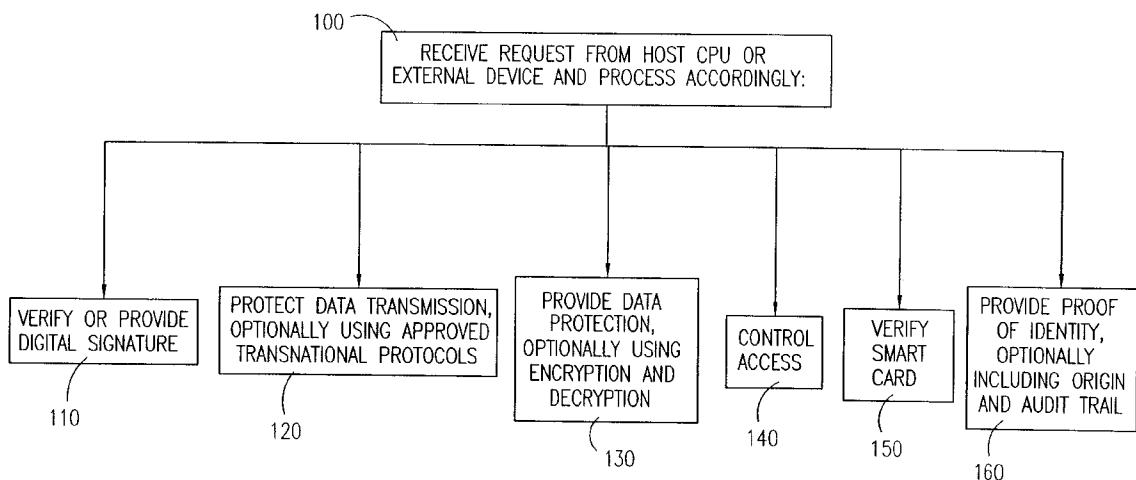 100
RECEIVE REQUEST FROM HOST CPU OR
EXTERNAL DEVICE AND PROCESS ACCORDINGLY:
VERIFY OR PROVIDE
DIGITAL SIGNATURE
110
PROTECT DATA TRANSMISSION,
OPTIONALLY USING APPROVED
TRANSNATIONAL PROTOCOLS
120
PROVIDE DATA
PROTECTION,
OPTIONALLY USING
ENCRYPTION AND
DECRYPTION
130
CONTROL
ACCESS
140
VERIFY
SMART
CARD
150
PROVIDE PROOF
OF IDENTITY,
OPTIONALLY
INCLUDING ORIGIN
AND AUDIT TRAIL
160